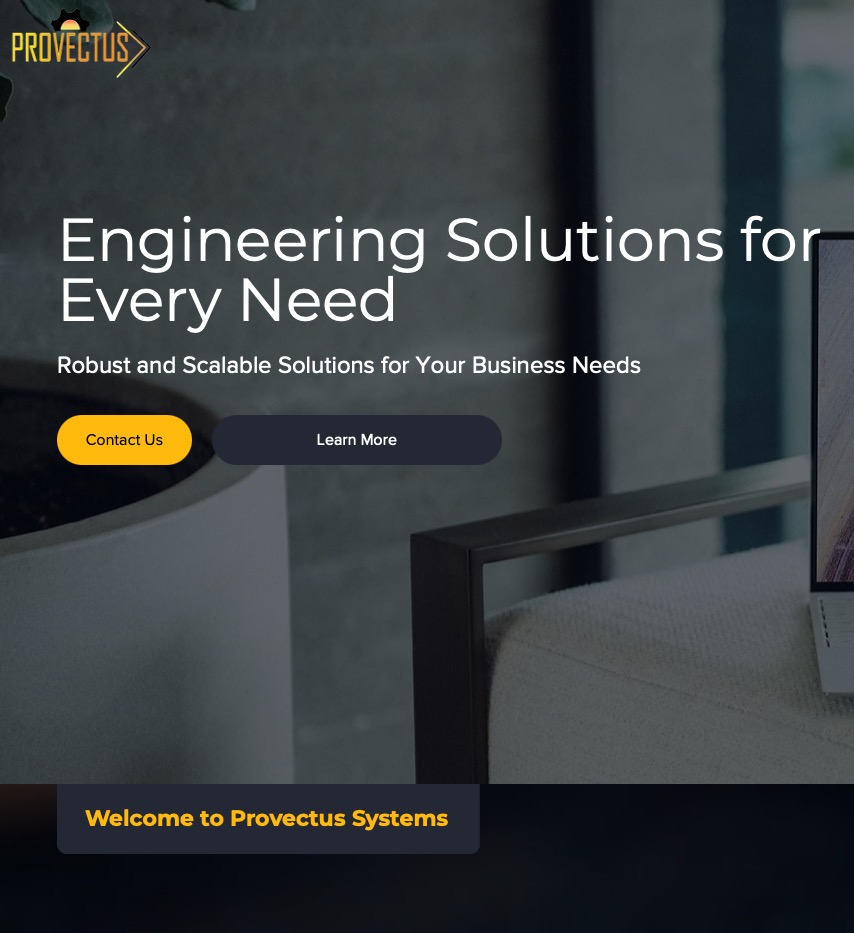 PROVECTUS
Engineering Solutions for
Every Need
Robust and Scalable Solutions for Your Business Needs
Contact Us
Learn More
Welcome to Provectus Systems